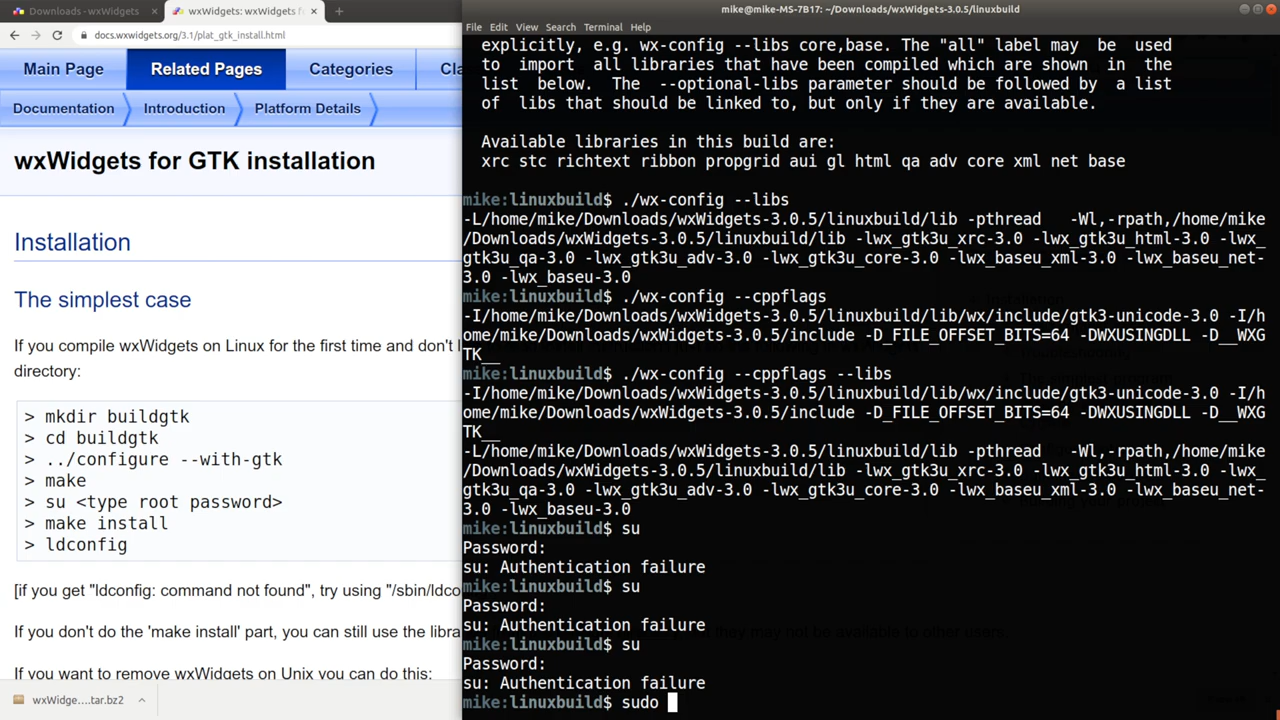 Downloads - wxWidgets
wxWidgets: wxWidgets f
docs.wxwidgets.org/3.1/plat_gtk_install.html
Main Page
Related Pages
Categories
Documentation
Introduction
Platform Details
wxWidgets for GTK installation
Installation
The simplest case
If you compile wxWidgets on Linux for the first time and don't l
directory:
> mkdir buildgtk
> cd buildgtk
> ../configure --with-gtk
> make
> su <type root password>
> make install
> ldconfig
[if you get "ldconfig: command not found", try using "/sbin/ldco
If you don't do the 'make install' part, you can still use the libra
they may not be available to other users.
If you want to remove wxWidgets on Unix you can do this:
wxWidge....tar.bz2
mike@mike-MS-7B17: ~/Downloads/wxWidgets-3.0.5/linuxbuild
File Edit View Search Terminal Help
explicitly, e.g. wx-config --libs core,base. The "all" label may be used
to import all libraries that have been compiled which are shown in the
list below. The --optional-libs parameter should be followed by a list
of libs that should be linked to, but only if they are available.
Available libraries in this build are:
xrc stc richtext ribbon propgrid aui gl html qa adv core xml net base
mike:linuxbuild$ ./wx-config --libs
-L/home/mike/Downloads/wxWidgets-3.0.5/linuxbuild/lib -pthread -Wl,-rpath,/home/mike
/Downloads/wxWidgets-3.0.5/linuxbuild/lib -lwx_gtk3u_xrc-3.0 -lwx_gtk3u_html-3.0 -lwx_
gtk3u_qa-3.0 -lwx_gtk3u_adv-3.0 -lwx_gtk3u_core-3.0 -lwx_baseu_xml-3.0 -lwx_baseu_net-
3.0 -lwx_baseu-3.0
mike:linuxbuild$ ./wx-config --cppflags
-I/home/mike/Downloads/wxWidgets-3.0.5/linuxbuild/lib/wx/include/gtk3-unicode-3.0 -I/h
ome/mike/Downloads/wxWidgets-3.0.5/include -D_FILE_OFFSET_BITS=64 -DWXUSINGDLL -D__WXG
TK__
mike:linuxbuild$ ./wx-config --cppflags --libs
-I/home/mike/Downloads/wxWidgets-3.0.5/linuxbuild/lib/wx/include/gtk3-unicode-3.0 -I/h
ome/mike/Downloads/wxWidgets-3.0.5/include -D_FILE_OFFSET_BITS=64 -DWXUSINGDLL -D__WXG
TK__
-L/home/mike/Downloads/wxWidgets-3.0.5/linuxbuild/lib -pthread -Wl,-rpath,/home/mike
/Downloads/wxWidgets-3.0.5/linuxbuild/lib -lwx_gtk3u_xrc-3.0 -lwx_gtk3u_html-3.0 -lwx_
gtk3u_qa-3.0 -lwx_gtk3u_adv-3.0 -lwx_gtk3u_core-3.0 -lwx_baseu_xml-3.0 -lwx_baseu_net-
3.0 -lwx_baseu-3.0
mike:linuxbuild$ su
Password:
su: Authentication failure
mike:linuxbuild$ su
Password:
su: Authentication failure
mike:linuxbuild$ su
Password:
su: Authentication failure
mike:linuxbuild$ sudo